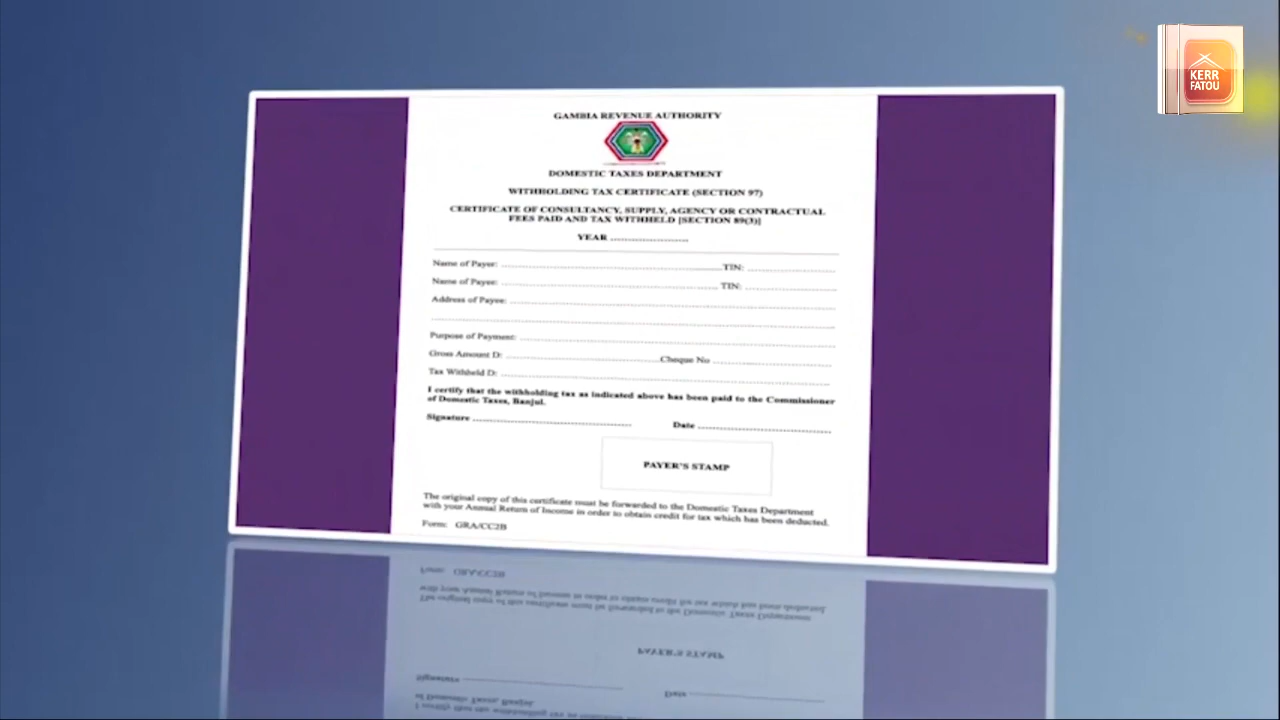 KERR
FATOU
GAMBIA REVENUE AUTHORITY
DOMESTIC TAXES DEPARTMENT
WITHHOLDING TAX CERTIFICATE (SECTION 97)
CERTIFICATE OF CONSULTANCY, SUPPLY, AGENCY OR CONTRACTUAL
FEES PAID AND TAX WITHHELD [SECTION 89(3)]
YEAR ........................
Name of Payer: ........................ TIN: ........................
Name of Payee: ........................ TIN: ........................
Address of Payee: ........................
Purpose of Payment: ........................
Gross Amount D: ........................ Cheque No ........................
Tax Withheld D: ........................
I certify that the withholding tax as indicated above has been paid to the Commissioner
of Domestic Taxes, Banjul.
Signature ........................ Date ........................
PAYER'S STAMP
The original copy of this certificate must be forwarded to the Domestic Taxes Department
with your Annual Return of Income in order to obtain credit for tax which has been deducted.
Form: GRA/CC2B